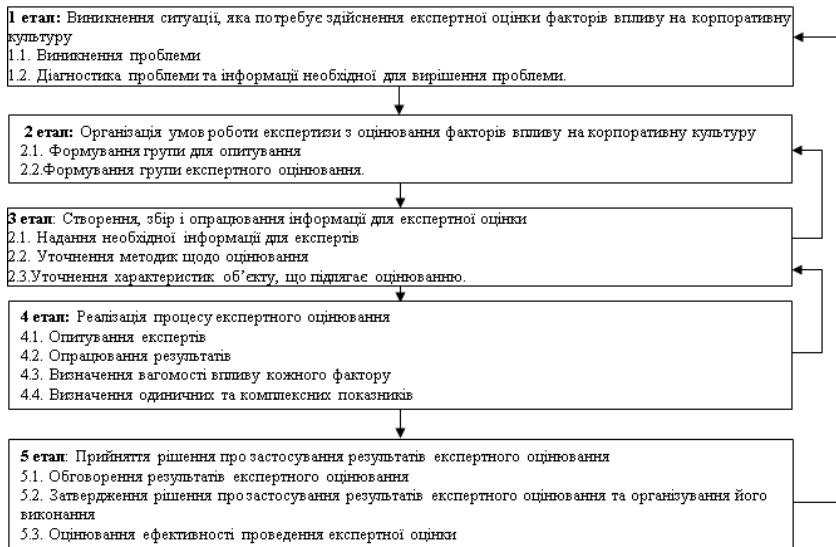 1 етап: Виникнення ситуації, яка потребує здійснення експертної оцінки факторів впливу на корпоративну
культуру
1.1. Виникнення проблеми
1.2. Діагностика проблеми та інформації необхідної для вирішення проблеми.
2 етап: Організація умов роботи експертизи з оцінювання факторів впливу на корпоративну культуру
2.1. Формування групи для опитування
2.2.Формування групи експертного оцінювання.
3 етап: Створення, збір і опрацювання інформації для експертної оцінки
2.1. Надання необхідної інформації для експертів
2.2. Уточнення методик щодо оцінювання
2.3.Уточнення характеристик об’єкту, що підлягає оцінюванню.
4 етап: Реалізація процесу експертного оцінювання
4.1. Опитування експертів
4.2. Опрацювання результатів
4.3. Визначення вагомості впливу кожного фактору
4.4. Визначення одиничних та комплексних показників
5 етап: Прийняття рішення про застосування результатів експертного оцінювання
5.1. Обговорення результатів експертного оцінювання
5.2. Затвердження рішення про застосування результатів експертного оцінювання та організування його
виконання
5.3. Оцінювання ефективності проведення експертної оцінки